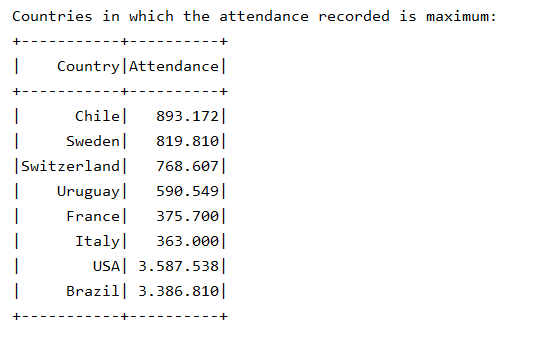 Countries in which the attendance recorded is maximum:
+-----------+----------+
|    Country|Attendance|
+-----------+----------+
|      Chile|   893.172|
|     Sweden|   819.810|
|Switzerland|   768.607|
|    Uruguay|   590.549|
|     France|   375.700|
|      Italy|   363.000|
|        USA| 3.587.538|
|     Brazil| 3.386.810|
+-----------+----------+